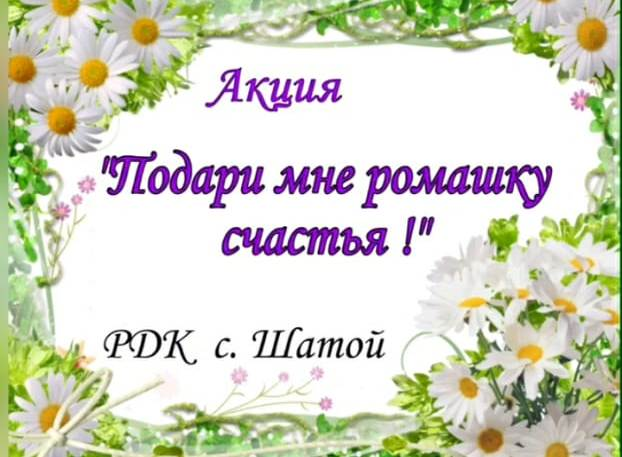 Акция
"Подари мне ромашку
счастья !"
РДК с. Шатой